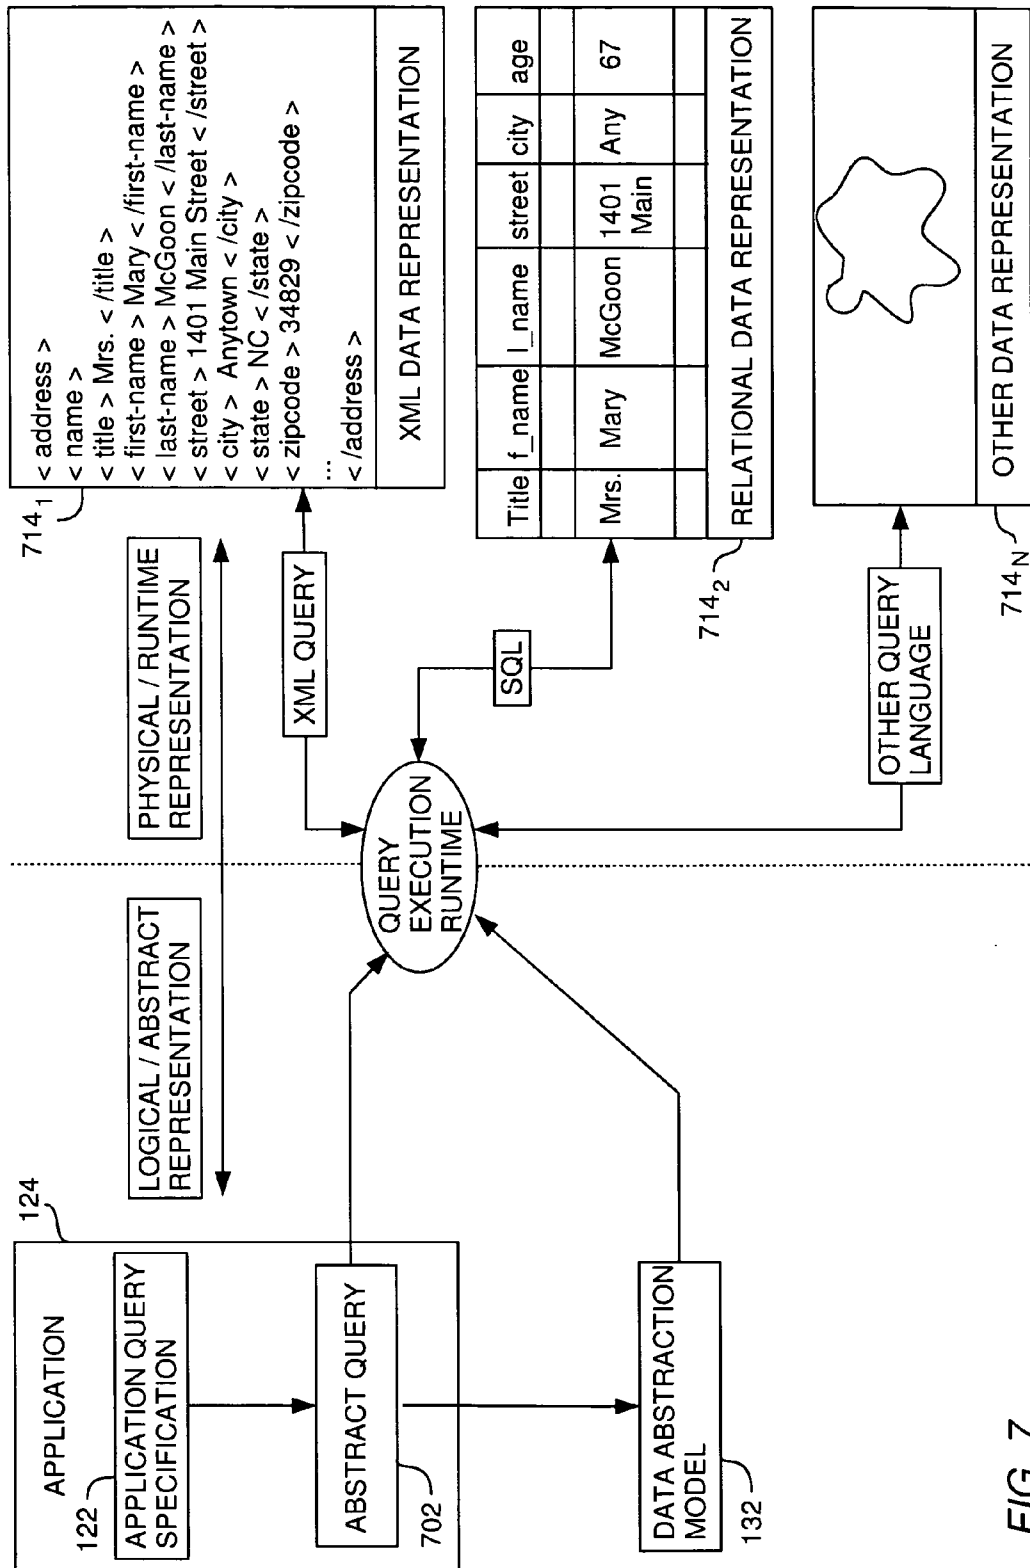 124
APPLICATION
122
APPLICATION QUERY
SPECIFICATION
ABSTRACT QUERY
702
DATA ABSTRACTION
MODEL
132
LOGICAL / ABSTRACT
REPRESENTATION
PHYSICAL / RUNTIME
REPRESENTATION
QUERY
EXECUTION
RUNTIME
XML QUERY
SQL
OTHER QUERY
LANGUAGE
714₁
< address >
< name >
< title > Mrs. < /title >
< first-name > Mary < /first-name >
< last-name > McGoon < /last-name >
< street > 1401 Main Street < /street >
< city > Anytown < /city >
< state > NC < /state >
< zipcode > 34829 < /zipcode >
...
< /address >
XML DATA REPRESENTATION
Title f_name l_name street city age
Mrs. Mary McGoon 1401 Any 67
Main
RELATIONAL DATA REPRESENTATION
714₂
OTHER DATA REPRESENTATION
714N
FIG. 7